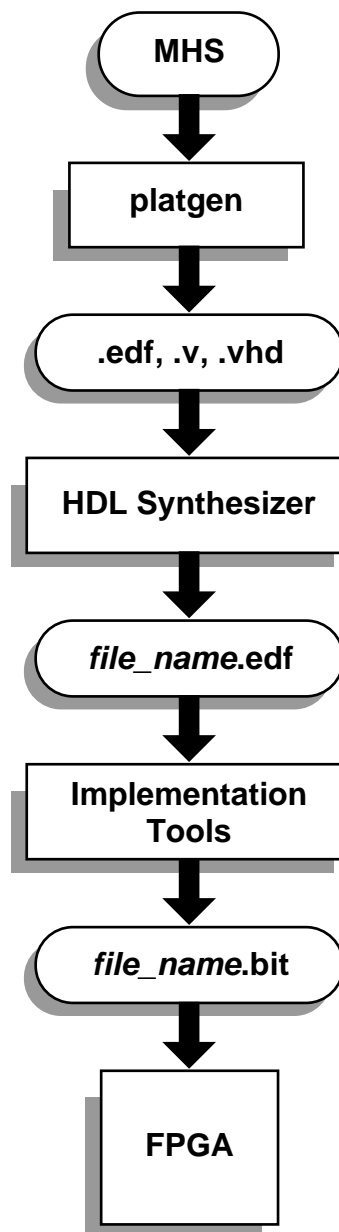 MHS
platgen
.edf, .v, .vhd
HDL Synthesizer
file_name.edf
Implementation
Tools
file_name.bit
FPGA